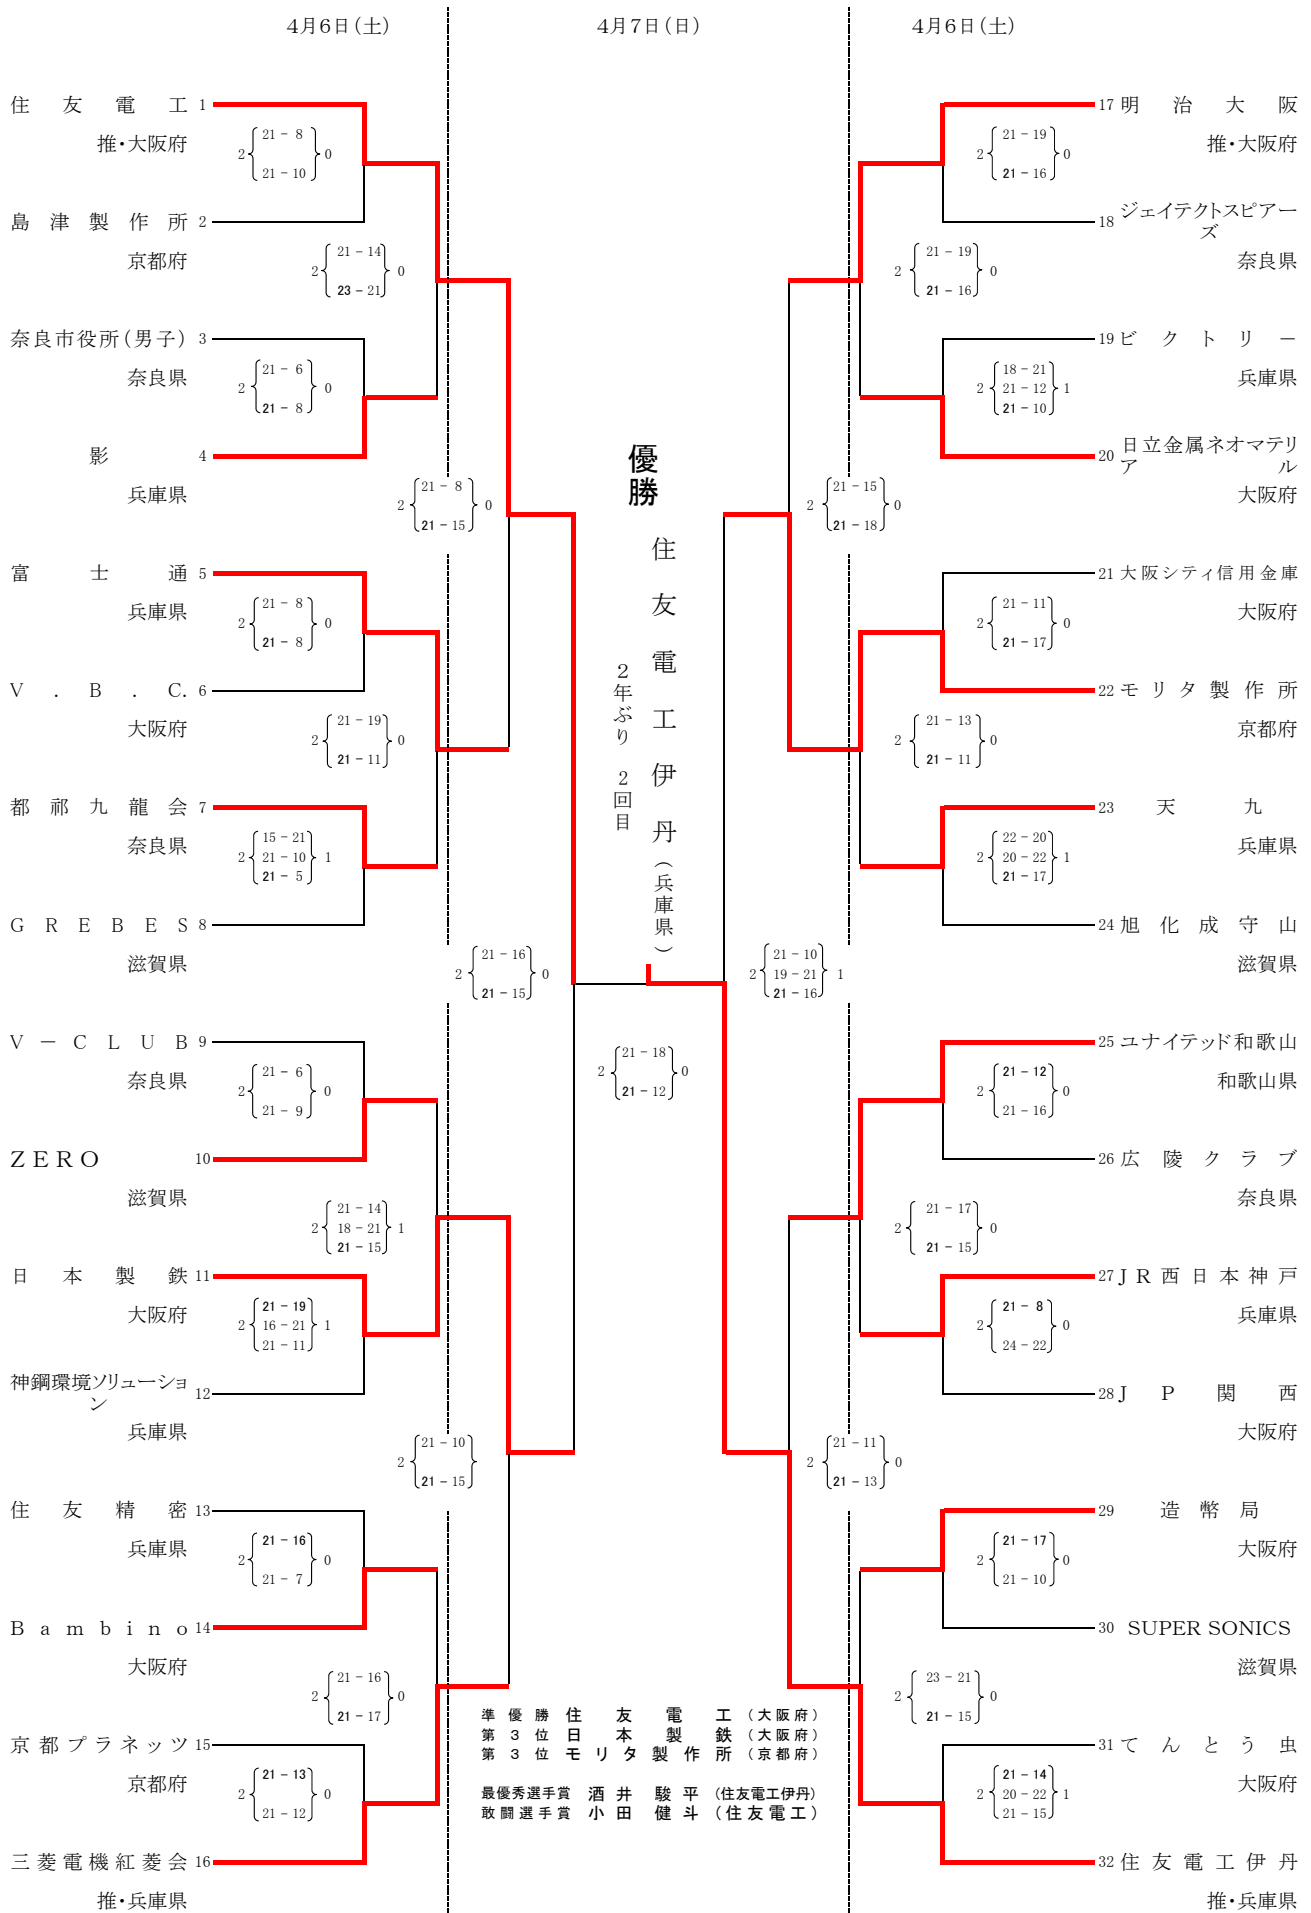 4月6日(土)
4月7日(日)
4月6日(土)
住友電工 1
推・大阪府
2 21-8 0
21-10
島津製作所 2
京都府
2 21-14 0
23-21
奈良市役所(男子) 3
奈良県
2 21-6 0
21-8
影 4
兵庫県
2 21-8 0
21-15
富士通 5
兵庫県
2 21-8 0
21-8
V.B.C. 6
大阪府
2 21-19 0
21-11
都祁九龍会 7
奈良県
15-21
2 21-10 1
21-5
GREBES 8
滋賀県
2 21-16 0
21-15
V-CLUB 9
奈良県
2 21-6 0
21-9
ZERO 10
滋賀県
21-14
2 18-21 1
21-15
日本製鉄 11
大阪府
21-19
2 16-21 1
21-11
神鋼環境ソリューショ
ン 12
兵庫県
2 21-10
21-15
住友精密 13
兵庫県
2 21-16 0
21-7
Bambino 14
大阪府
2 21-16 0
21-17
京都プラネッツ 15
京都府
2 21-13 0
21-12
三菱電機紅菱会 16
推・兵庫県
優勝
住友電工伊丹(兵庫県)
2年ぶり 2回目
2 21-18 0
21-12
準優勝 住友電工 (大阪府)
第3位 日本製鉄 (大阪府)
第3位 モリタ製作所 (京都府)
最優秀選手賞 酒井 駿平 (住友電工伊丹)
敢闘選手賞 小田 健斗 (住友電工)
17 明治大阪
推・大阪府
2 21-19 0
21-16
18 ジェイテクトスピアー
ズ
奈良県
2 21-19 0
21-16
19 ビクトリー
兵庫県
18-21
2 21-12 1
21-10
20 日立金属ネオマテリ
アル
大阪府
2 21-15 0
21-18
21 大阪シティ信用金庫
大阪府
2 21-11 0
21-17
22 モリタ製作所
京都府
2 21-13 0
21-11
23 天九
兵庫県
22-20
2 20-22 1
21-17
24 旭化成守山
滋賀県
21-10
2 19-21 1
21-16
25 ユナイテッド和歌山
和歌山県
2 21-12 0
21-16
26 広陵クラブ
奈良県
2 21-17 0
21-15
27 JR西日本神戸
兵庫県
2 21-8 0
24-22
28 JP関西
大阪府
2 21-11 0
21-13
29 造幣局
大阪府
2 21-17 0
21-10
30 SUPER SONICS
滋賀県
2 23-21 0
21-15
31 てんとう虫
大阪府
21-14
2 20-22 1
21-15
32 住友電工伊丹
推・兵庫県